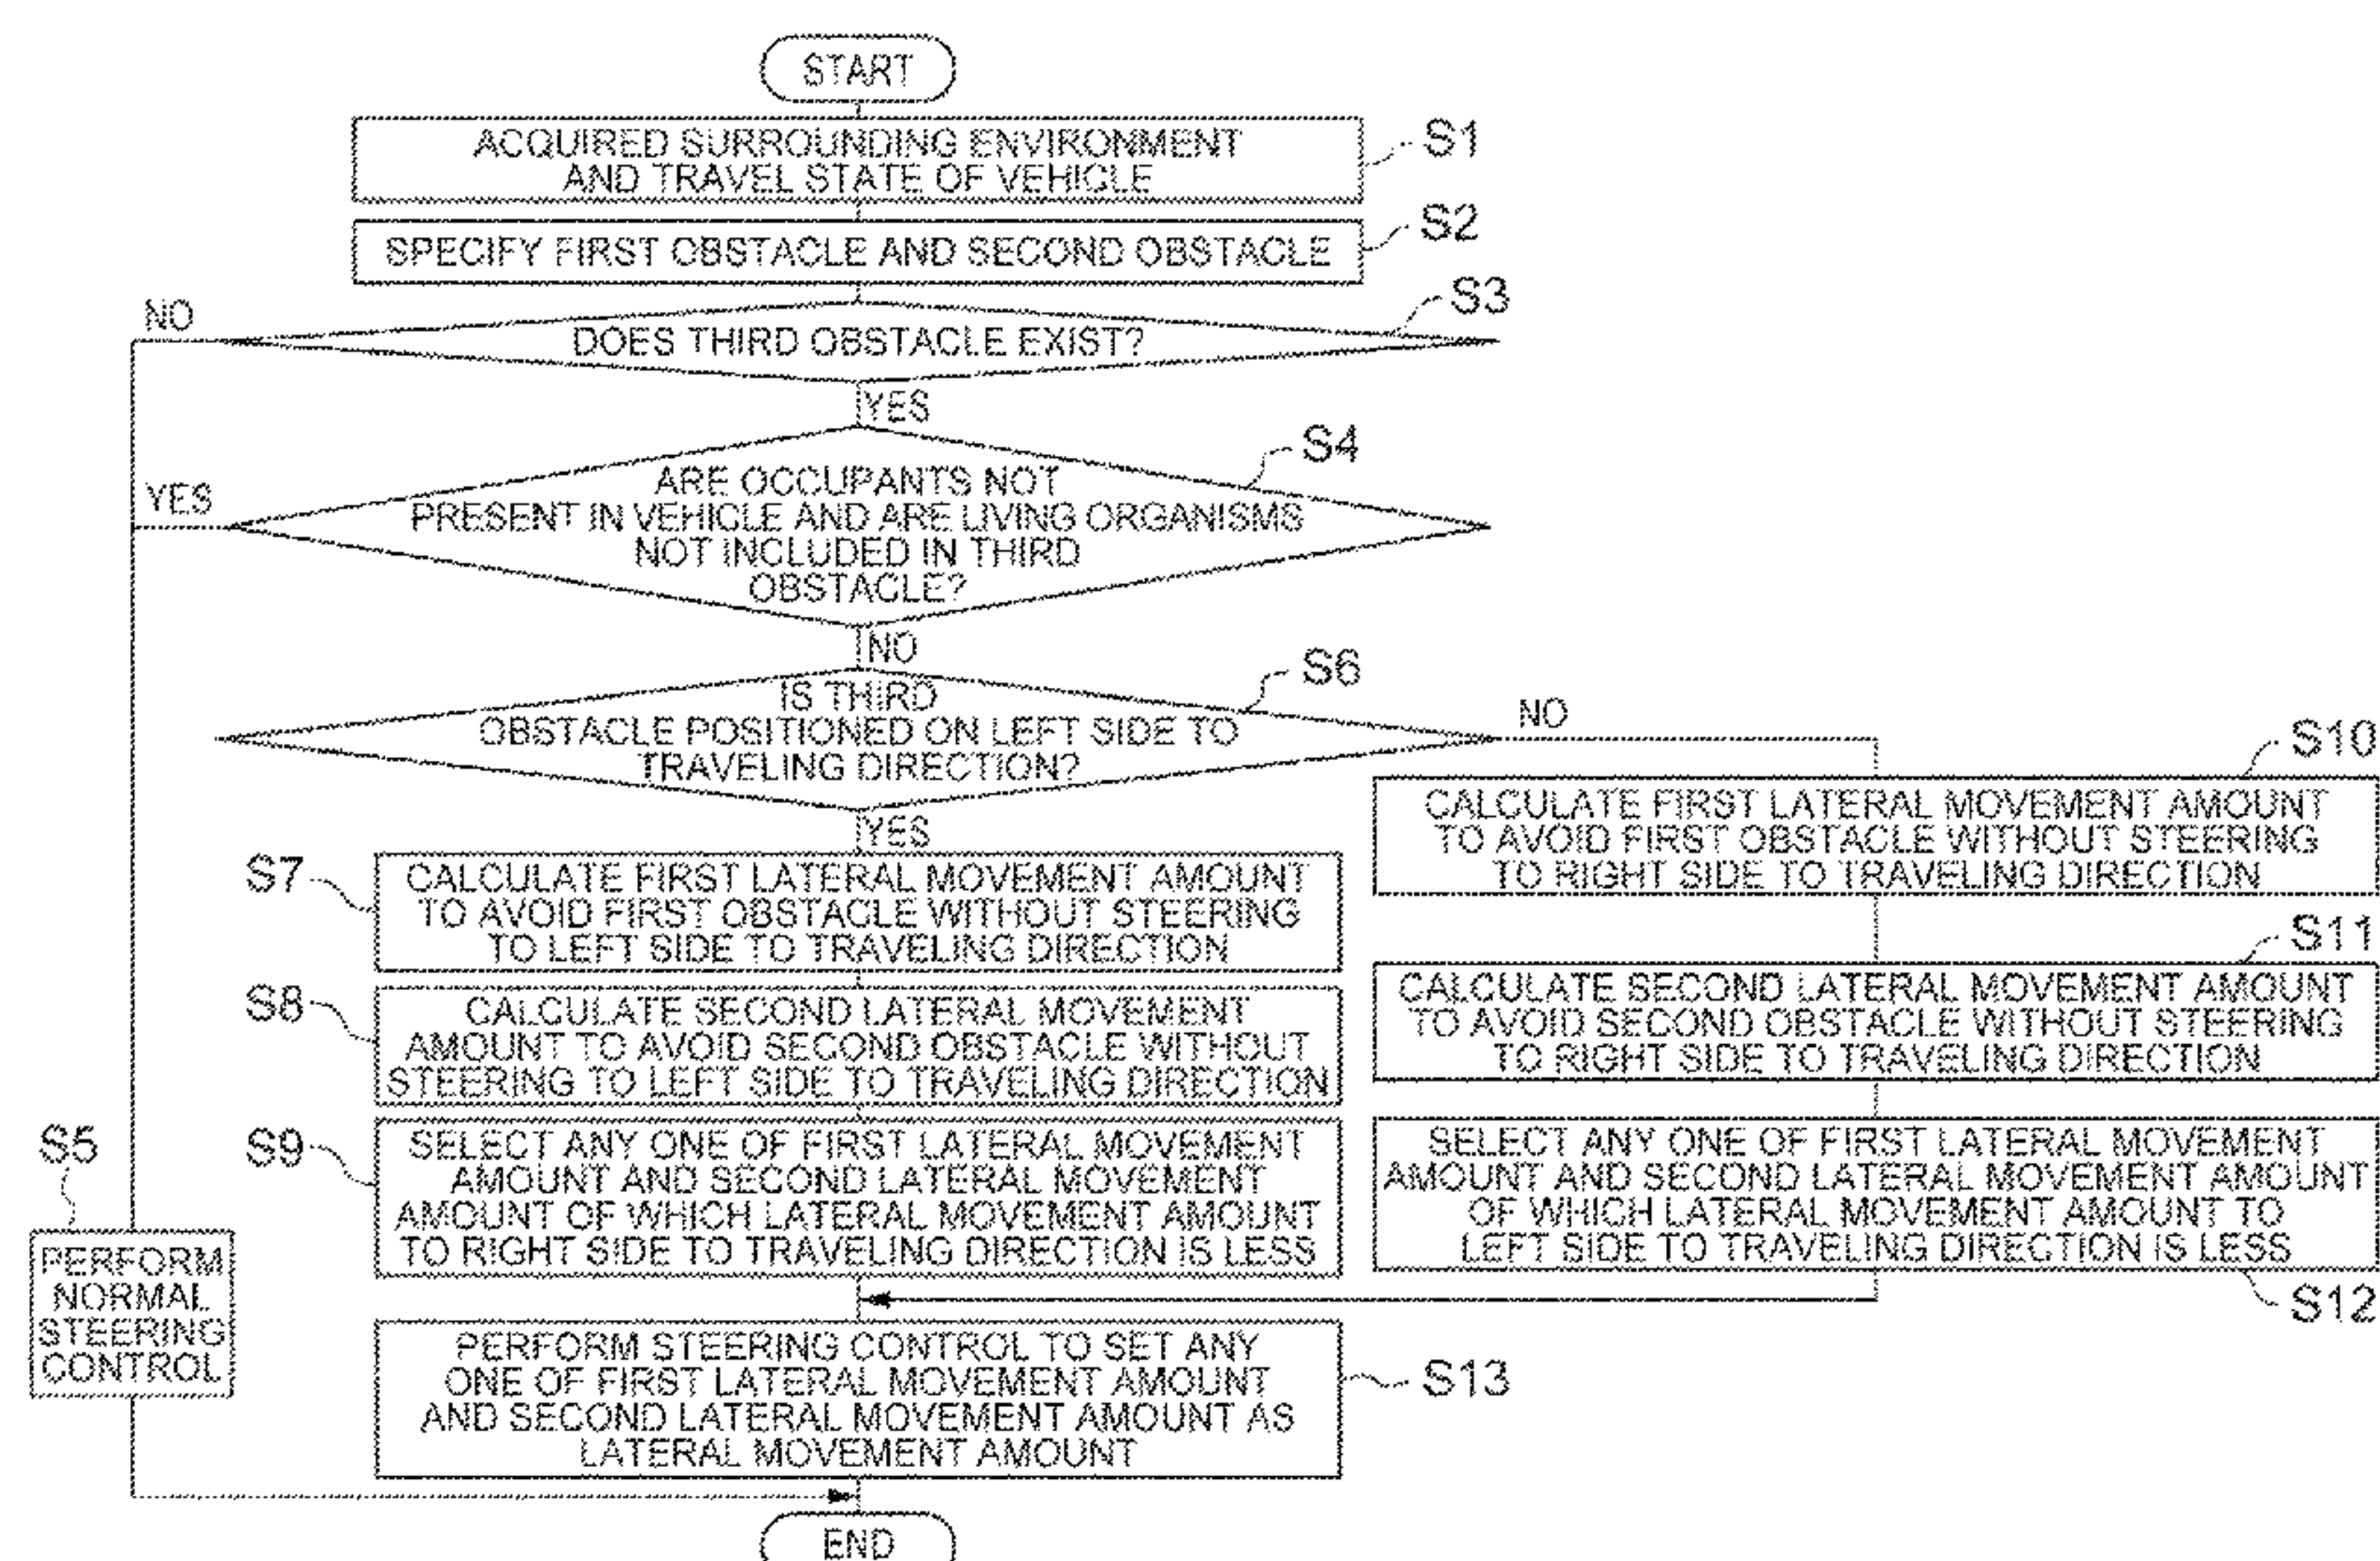 START
ACQUIRED SURROUNDING ENVIRONMENT
AND TRAVEL STATE OF VEHICLE
S1
SPECIFY FIRST OBSTACLE AND SECOND OBSTACLE
S2
NO
DOES THIRD OBSTACLE EXIST?
S3
YES
YES
ARE OCCUPANTS NOT
PRESENT IN VEHICLE AND ARE LIVING ORGANISMS
NOT INCLUDED IN THIRD
OBSTACLE?
S4
NO
IS THIRD
OBSTACLE POSITIONED ON LEFT SIDE TO
TRAVELING DIRECTION?
S6
NO
YES
S7
CALCULATE FIRST LATERAL MOVEMENT AMOUNT
TO AVOID FIRST OBSTACLE WITHOUT STEERING
TO LEFT SIDE TO TRAVELING DIRECTION
S8
CALCULATE SECOND LATERAL MOVEMENT
AMOUNT TO AVOID SECOND OBSTACLE WITHOUT
STEERING TO LEFT SIDE TO TRAVELING DIRECTION
S9
SELECT ANY ONE OF FIRST LATERAL MOVEMENT
AMOUNT AND SECOND LATERAL MOVEMENT
AMOUNT OF WHICH LATERAL MOVEMENT AMOUNT
TO RIGHT SIDE TO TRAVELING DIRECTION IS LESS
S10
CALCULATE FIRST LATERAL MOVEMENT AMOUNT
TO AVOID FIRST OBSTACLE WITHOUT STEERING
TO RIGHT SIDE TO TRAVELING DIRECTION
S11
CALCULATE SECOND LATERAL MOVEMENT AMOUNT
TO AVOID SECOND OBSTACLE WITHOUT STEERING
TO RIGHT SIDE TO TRAVELING DIRECTION
SELECT ANY ONE OF FIRST LATERAL MOVEMENT
AMOUNT AND SECOND LATERAL MOVEMENT AMOUNT
OF WHICH LATERAL MOVEMENT AMOUNT TO
LEFT SIDE TO TRAVELING DIRECTION IS LESS
S12
S5
PERFORM
NORMAL
STEERING
CONTROL
PERFORM STEERING CONTROL TO SET ANY
ONE OF FIRST LATERAL MOVEMENT AMOUNT
AND SECOND LATERAL MOVEMENT AMOUNT AS
LATERAL MOVEMENT AMOUNT
S13
END